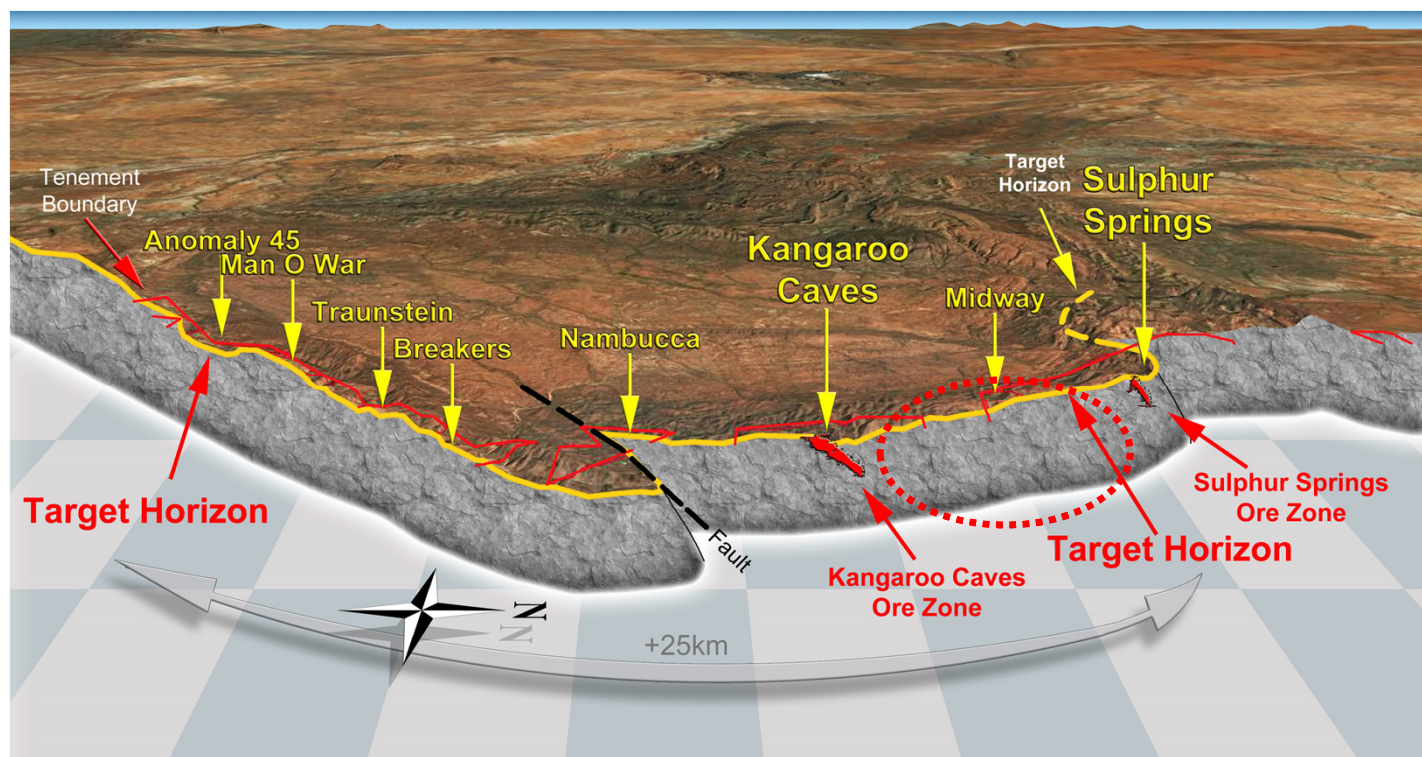 Tenement
Boundary
Anomaly 45
Man O War
Traunstein
Breakers
Nambucca
Kangaroo
Caves
Midway
Target
Horizon
Sulphur
Springs
Target Horizon
Fault
Kangaroo Caves
Ore Zone
Target Horizon
Sulphur Springs
Ore Zone
N
N
+25km